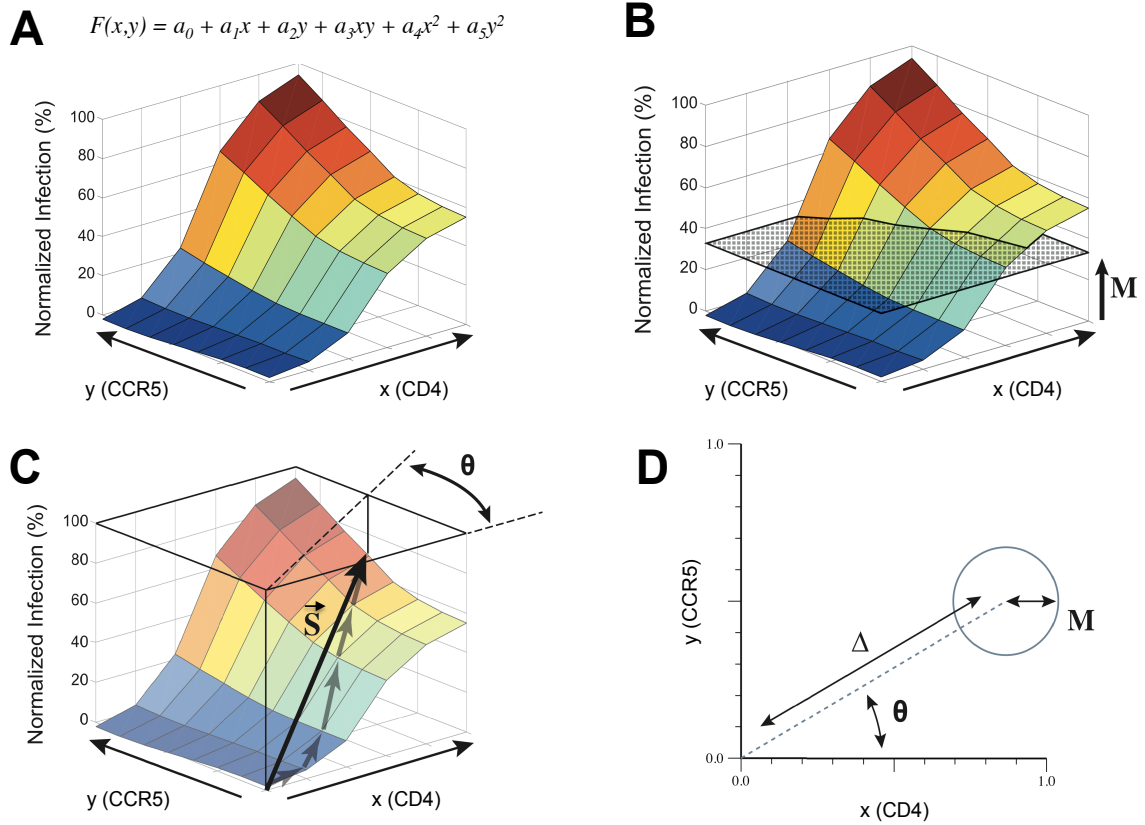 A
F(x,y) = a0 + a1x + a2y + a3xy + a4x² + a5y²
Normalized Infection (%)
100
80
60
40
20
0
y (CCR5)
x (CD4)
B
Normalized Infection (%)
100
80
60
40
20
0
M
y (CCR5)
x (CD4)
C
θ
Normalized Infection (%)
100
80
60
40
20
0
S
y (CCR5)
x (CD4)
D
1.0
y (CCR5)
Δ
M
θ
0.0
0.0
1.0
x (CD4)